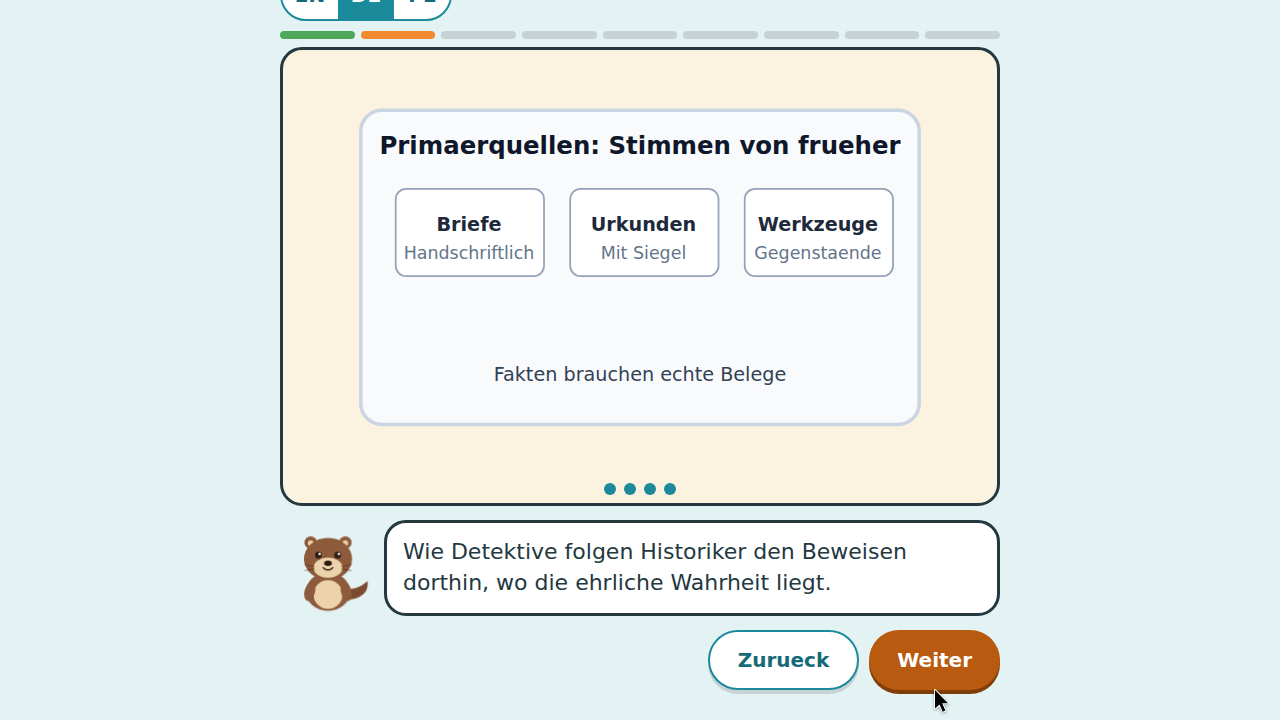 Primaerquellen: Stimmen von frueher
Briefe
Handschriftlich
Urkunden
Mit Siegel
Werkzeuge
Gegenstaende
Fakten brauchen echte Belege
Wie Detektive folgen Historiker den Beweisen
dorthin, wo die ehrliche Wahrheit liegt.
Zurueck
Weiter